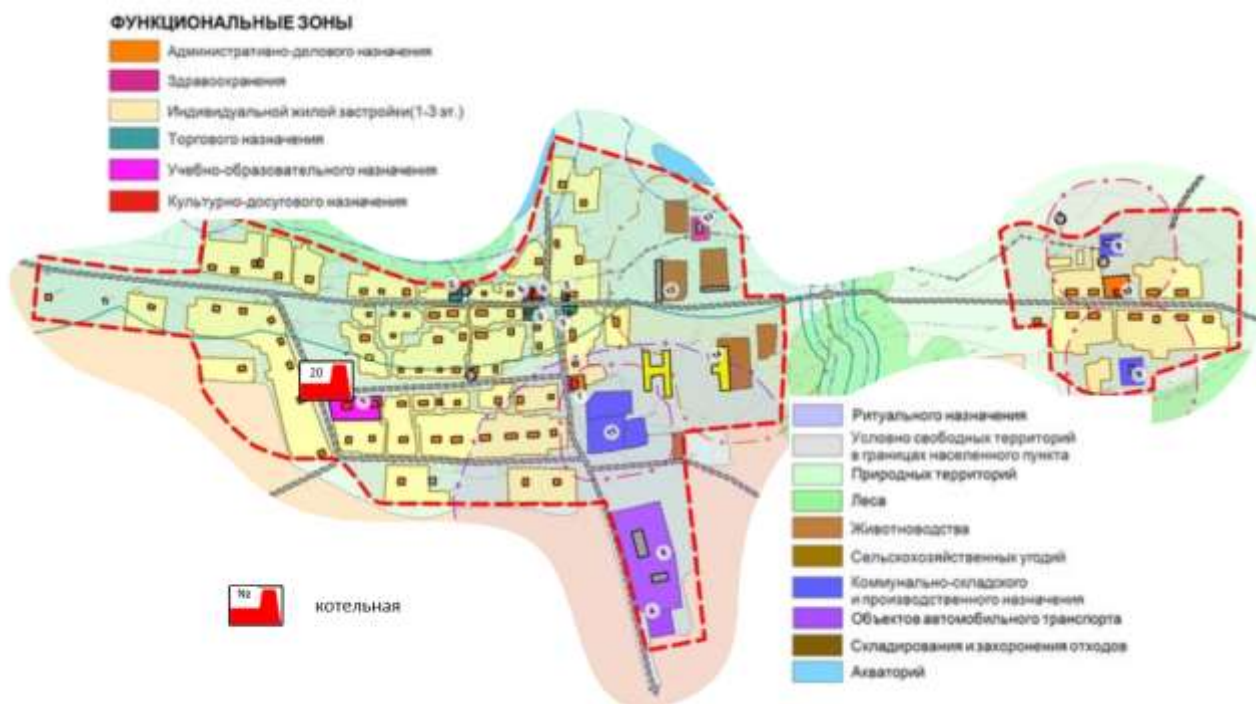 ФУНКЦИОНАЛЬНЫЕ ЗОНЫ
Административно-делового назначения
Здравоохранения
Индивидуальной жилой застройки(1-3 эт.)
Торгового назначения
Учебно-образовательного назначения
Культурно-досугового назначения
20
№
котельная
Ритуального назначения
Условно свободных территорий
в границах населенного пункта
Природных территорий
Леса
Животноводства
Сельскохозяйственных угодий
Коммунально-складского
и производственного назначения
Объектов автомобильного транспорта
Складирования и захоронения отходов
Акваторий